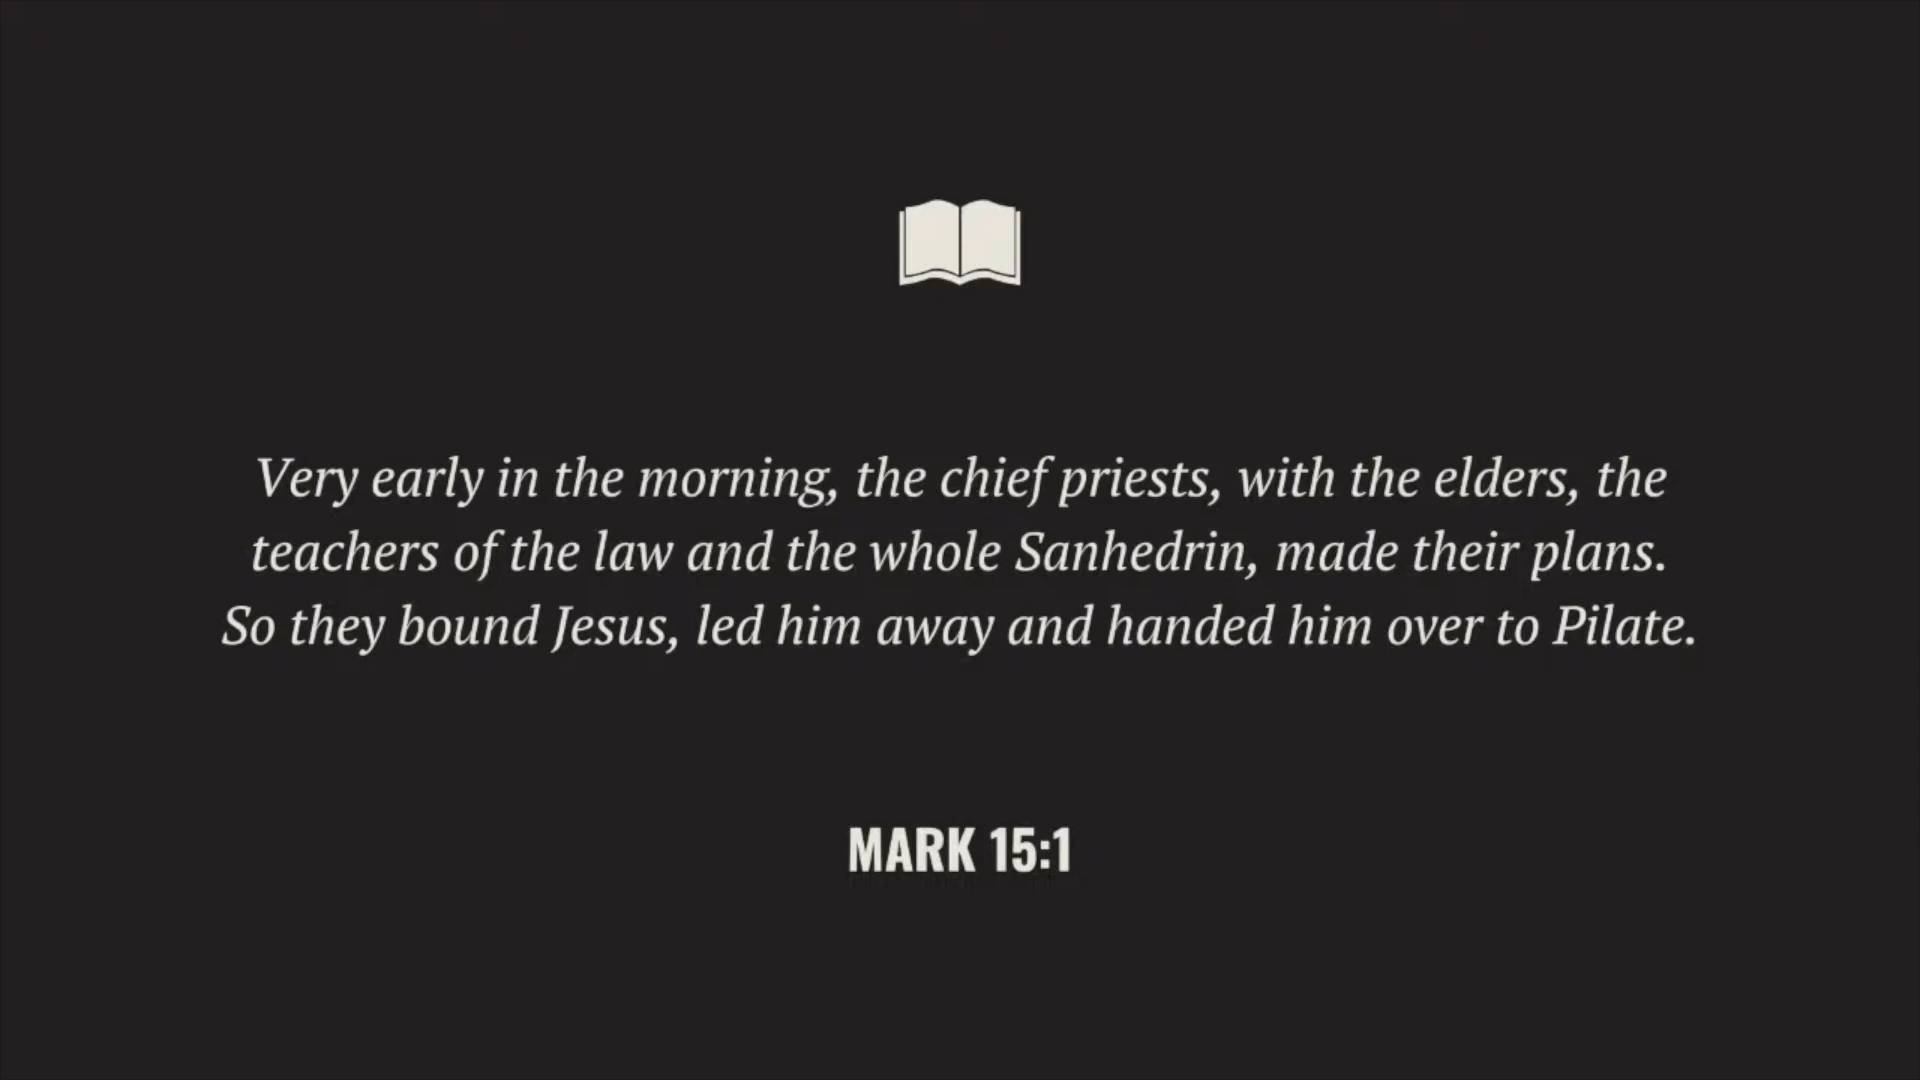 Very early in the morning, the chief priests, with the elders, the
teachers of the law and the whole Sanhedrin, made their plans.
So they bound Jesus, led him away and handed him over to Pilate.
MARK 15:1